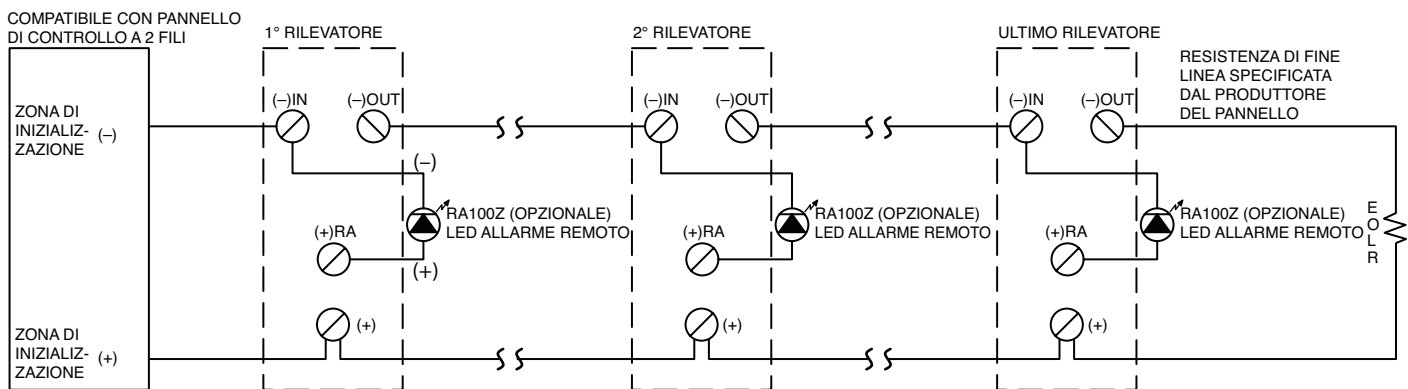 COMPATIBILE CON PANNELLO
DI CONTROLLO A 2 FILI
1° RILEVATORE
2° RILEVATORE
ULTIMO RILEVATORE
RESISTENZA DI FINE
LINEA SPECIFICATA
DAL PRODUTTORE
DEL PANNELLO
ZONA DI
INIZIALIZ- (–)
ZAZIONE
(–)IN (–)OUT
(–)IN (–)OUT
(–)IN (–)OUT
(–)
RA100Z (OPZIONALE)
LED ALLARME REMOTO
(+)RA
(+)
RA100Z (OPZIONALE)
LED ALLARME REMOTO
(+)RA
RA100Z (OPZIONALE)
LED ALLARME REMOTO
(+)RA
E
O
L
R
(+)
(+)
(+)
ZONA DI
INIZIALIZ- (+)
ZAZIONE